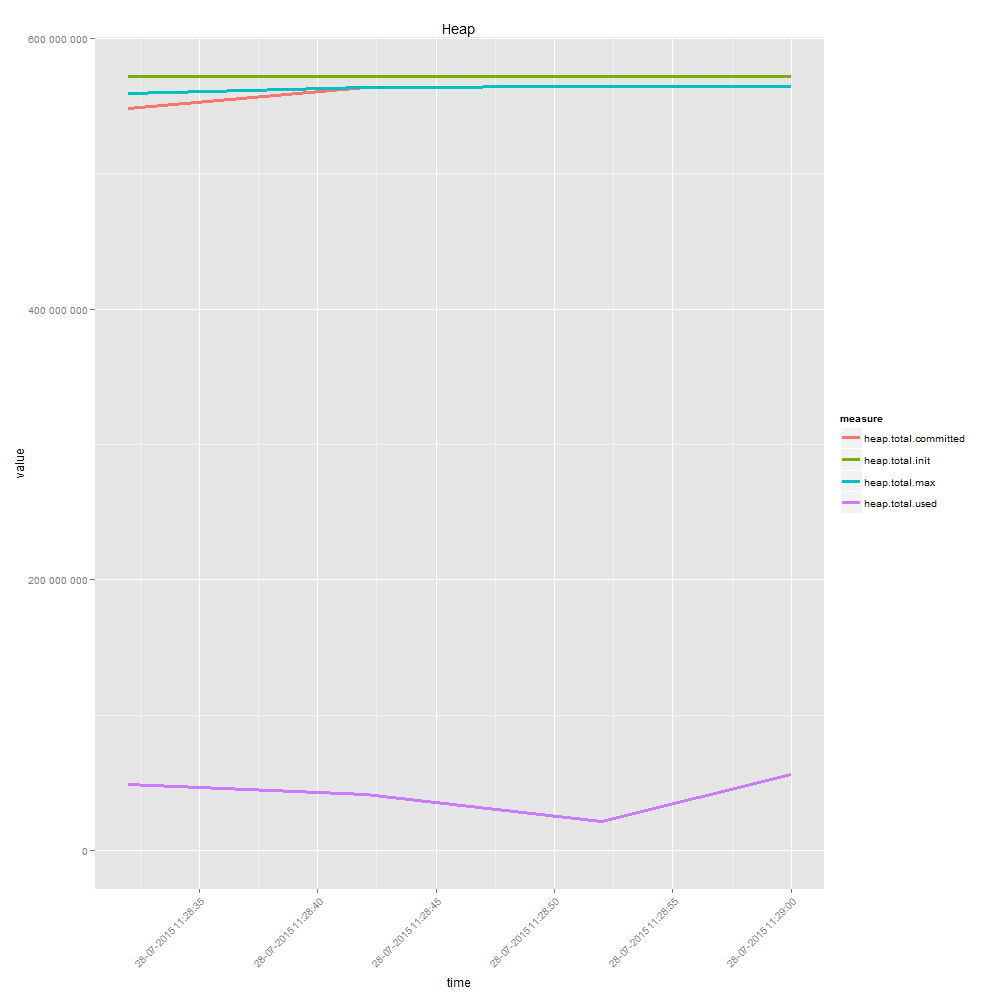 Heap
600 000 000
400 000 000
200 000 000
0
value
28-07-2015 11:28:35
28-07-2015 11:28:40
28-07-2015 11:28:45
28-07-2015 11:28:50
28-07-2015 11:28:55
28-07-2015 11:29:00
time
measure
heap.total.committed
heap.total.init
heap.total.max
heap.total.used